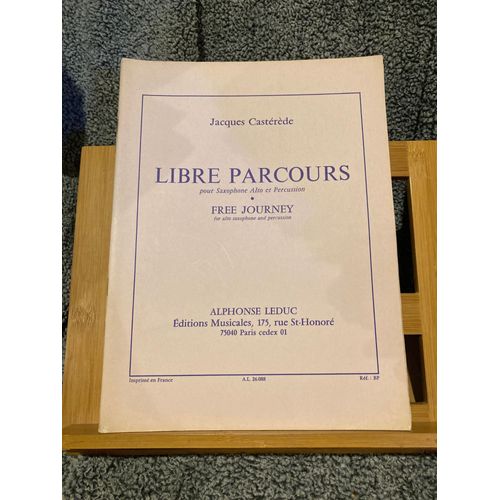 Jacques Castérède
LIBRE PARCOURS
pour Saxophone Alto et Percussion
FREE JOURNEY
for alto saxophone and percussion
ALPHONSE LEDUC
Éditions Musicales, 175, rue St-Honoré
75040 Paris cedex 01
Imprimé en France A.L. 26.088 Réf. : BP